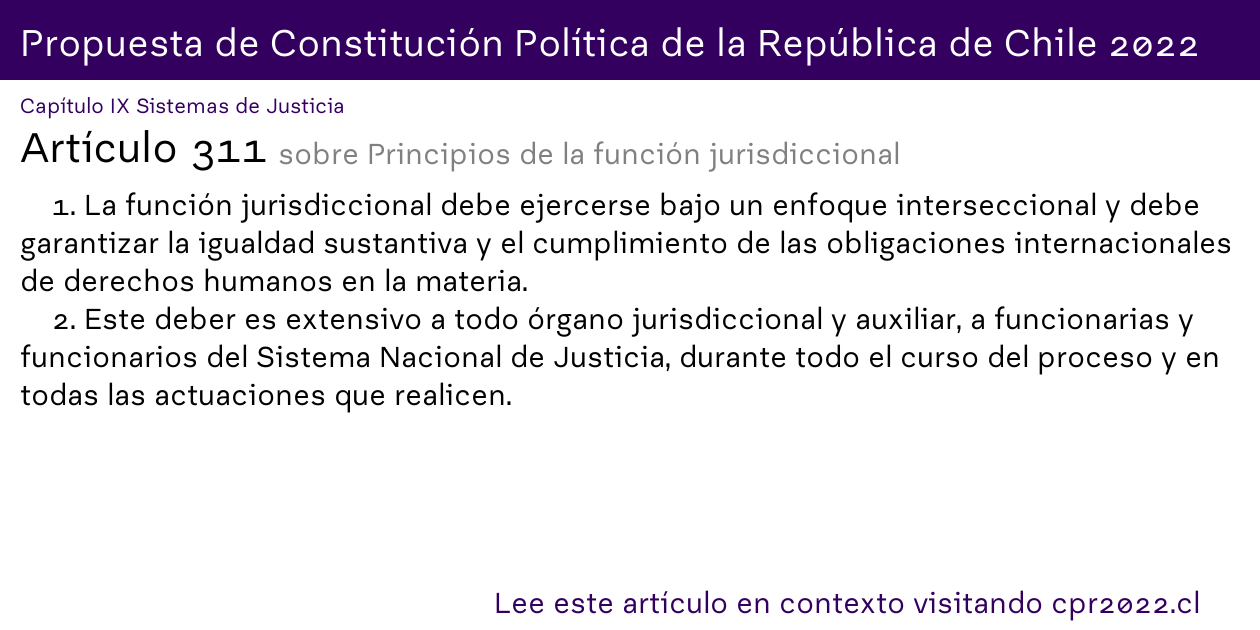 Propuesta de Constitución Política de la República de Chile 2022
Capítulo IX Sistemas de Justicia
Artículo 311 sobre Principios de la función jurisdiccional
1. La función jurisdiccional debe ejercerse bajo un enfoque interseccional y debe
garantizar la igualdad sustantiva y el cumplimiento de las obligaciones internacionales
de derechos humanos en la materia.
2. Este deber es extensivo a todo órgano jurisdiccional y auxiliar, a funcionarias y
funcionarios del Sistema Nacional de Justicia, durante todo el curso del proceso y en
todas las actuaciones que realicen.
Lee este artículo en contexto visitando cpr2022.cl